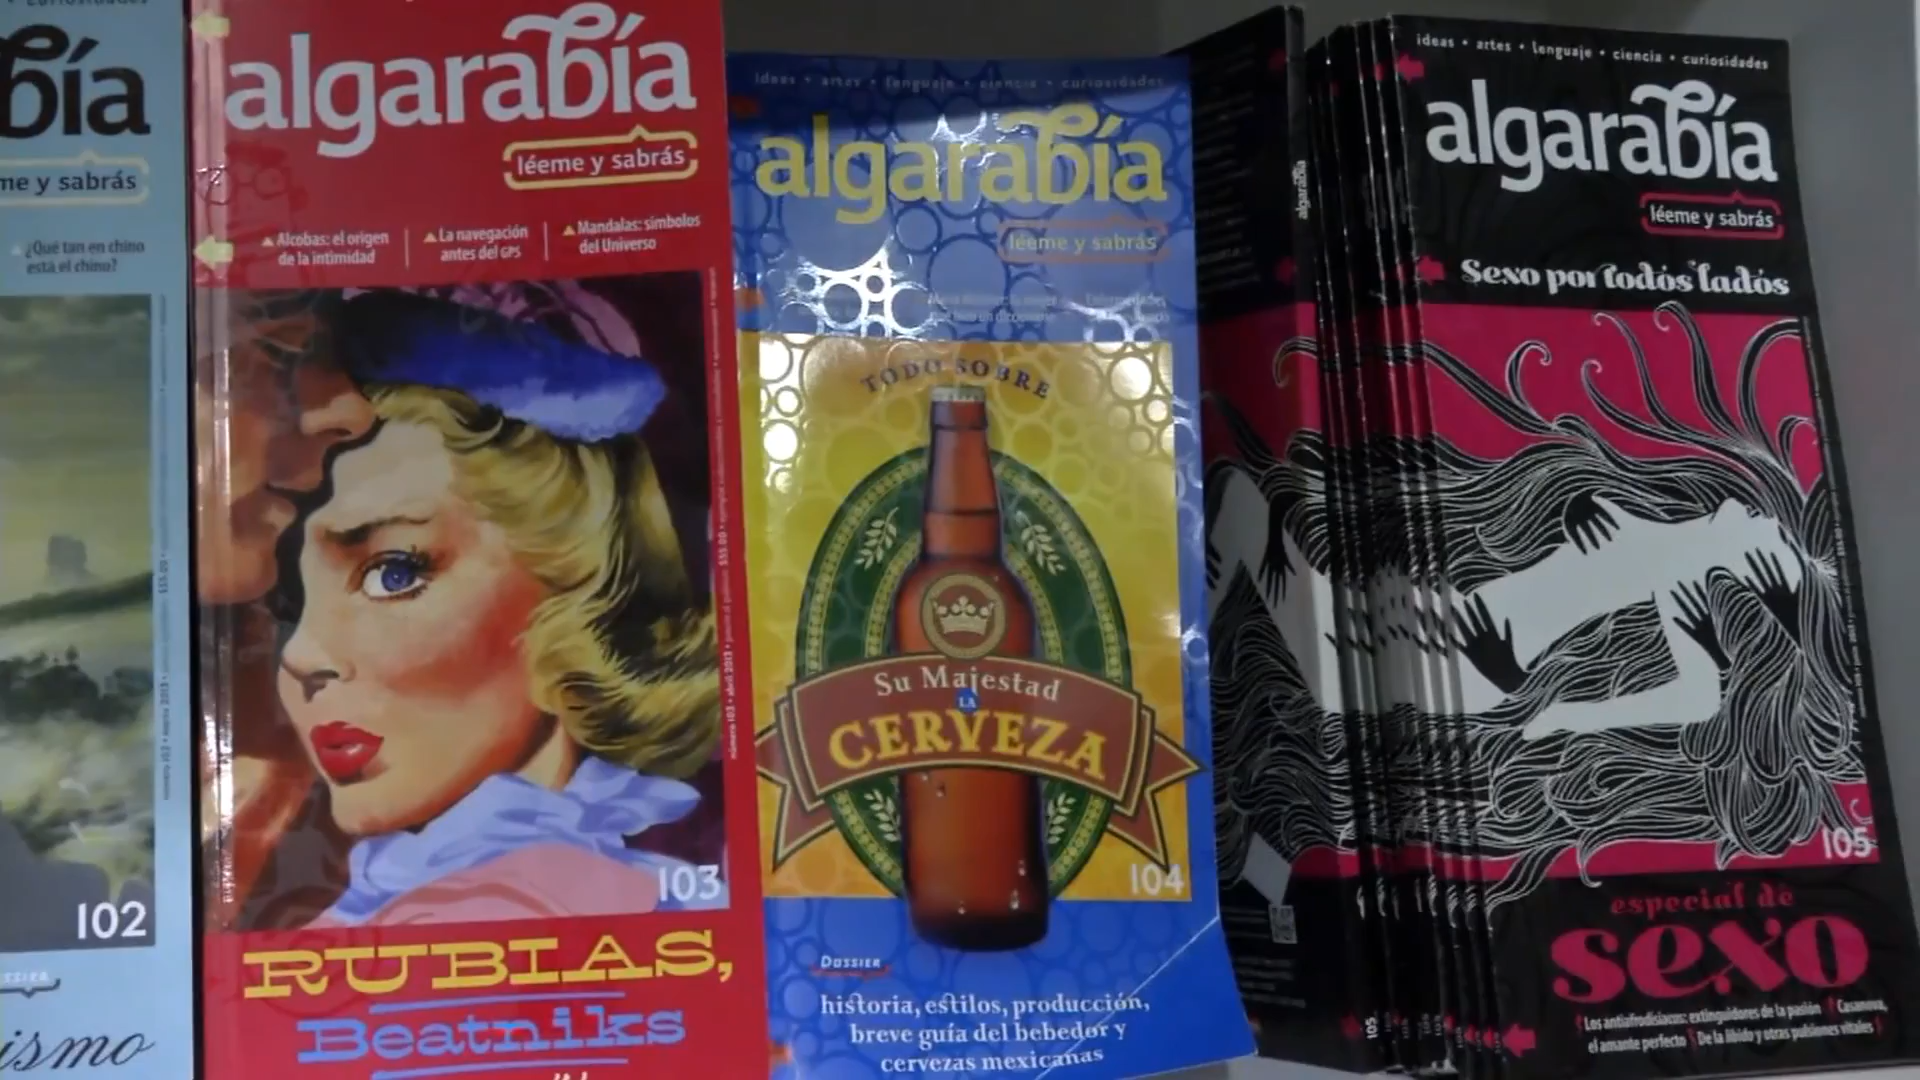 bía
me y sabrás
¿Qué tan en chino
está el chino?
102
ismo
algarabía
léeme y sabrás
Alcobas: el origen
de la intimidad
La navegación
antes del GPS
Mandalas: símbolos
del Universo
103
RUBIAS,
Beatniks
ideas • artes • lenguaje • ciencia • curiosidades
algarabía
léeme y sabrás
TODO SOBRE
Su Majestad
LA
CERVEZA
104
DOSSIER
historia, estilos, producción,
breve guía del bebedor y
cervezas mexicanas
algarabía
105
ideas • artes • lenguaje • ciencia • curiosidades
algarabía
léeme y sabrás
Sexo por todos lados
105
especial de
sexo
Los antiafrodisiacos: extinguidores de la pasión Casanova,
el amante perfecto De la libido y otras pulsiones vitales